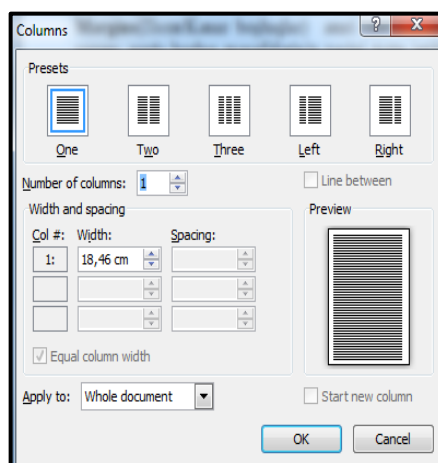 Columns
Presets
One Two Three Left Right
Number of columns: 1 Line between
Width and spacing Preview
Col #: Width: Spacing:
1: 18,46 cm
Equal column width
Apply to: Whole document Start new column
OK Cancel